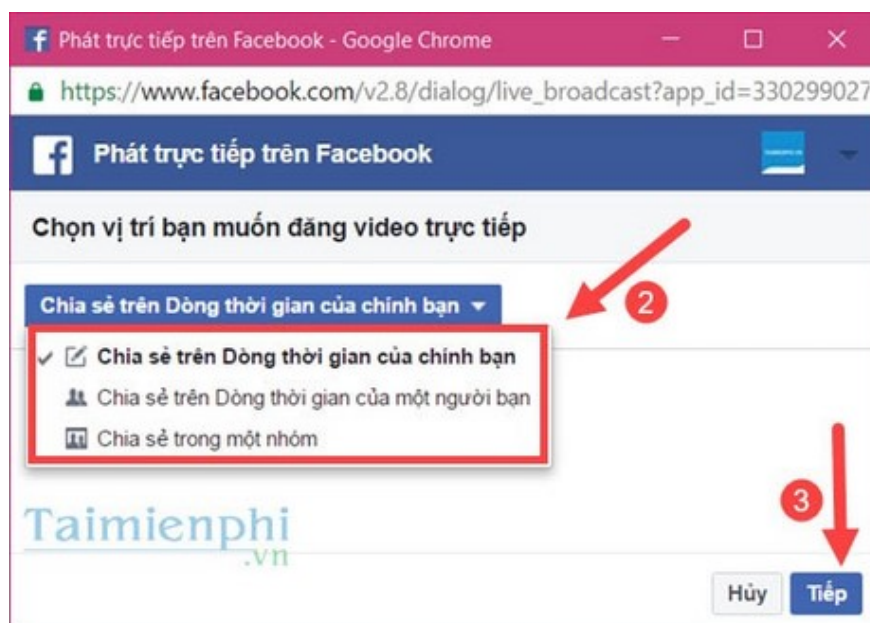 Phát trực tiếp trên Facebook - Google Chrome
https://www.facebook.com/v2.8/dialog/live_broadcast?app_id=330299027
Phát trực tiếp trên Facebook
Chọn vị trí bạn muốn đăng video trực tiếp
Chia sẻ trên Dòng thời gian của chính bạn
2
Chia sẻ trên Dòng thời gian của chính bạn
Chia sẻ trên Dòng thời gian của một người bạn
Chia sẻ trong một nhóm
3
Taimienphi
.vn
Hủy Tiếp